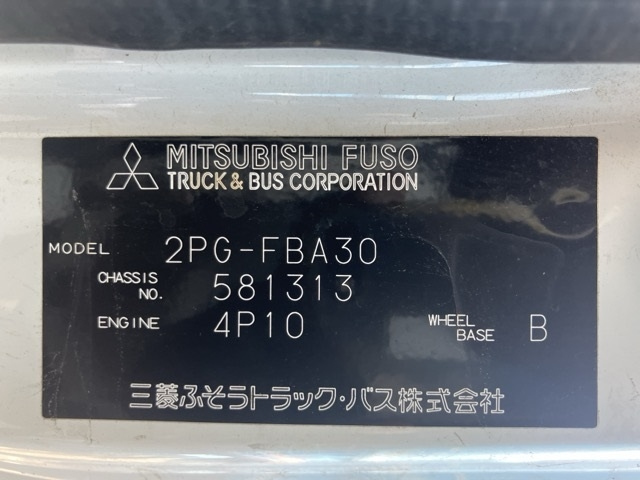 MITSUBISHI FUSO
TRUCK & BUS CORPORATION
MODEL 2PG-FBA30
CHASSIS NO. 581313
ENGINE 4P10 WHEEL BASE B
三菱ふそうトラック・バス株式会社